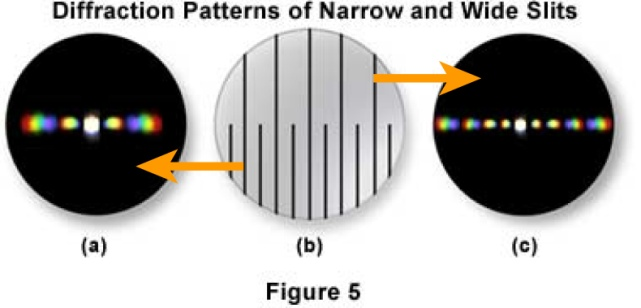 Diffraction Patterns of Narrow and Wide Slits
(a) (b) (c)
Figure 5